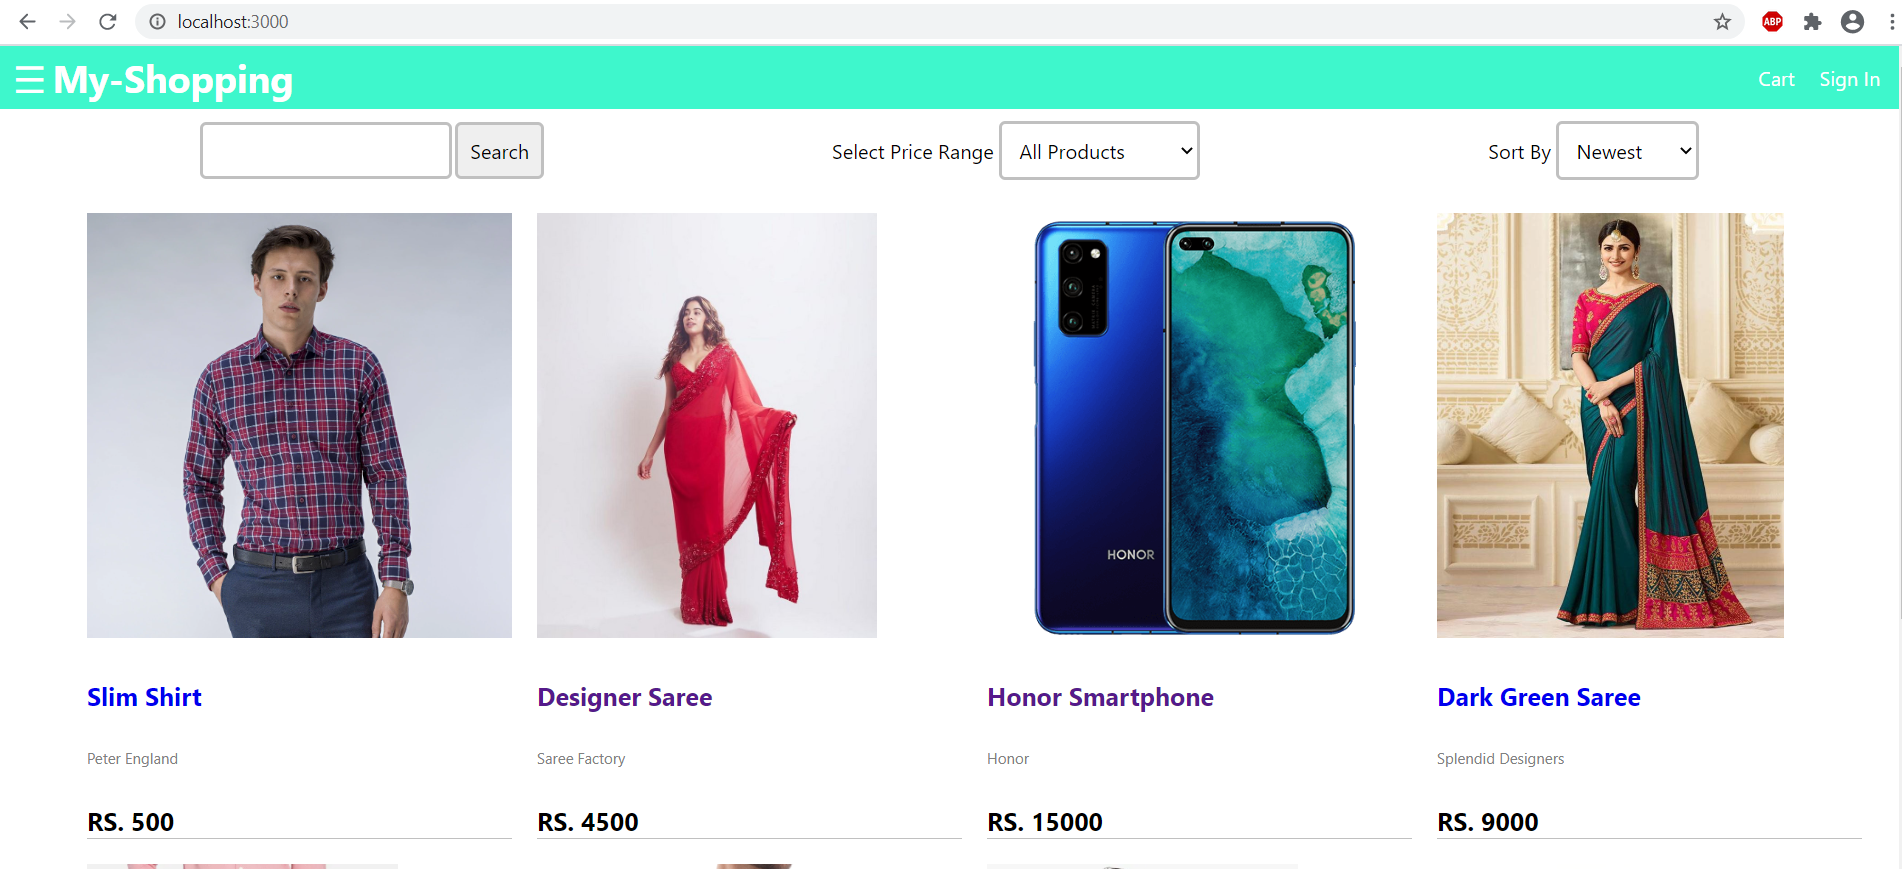 localhost:3000
ABP
☰ My-Shopping
Cart Sign In
Search
Select Price Range All Products
Sort By Newest
HONOR
Slim Shirt
Designer Saree
Honor Smartphone
Dark Green Saree
Peter England
Saree Factory
Honor
Splendid Designers
RS. 500
RS. 4500
RS. 15000
RS. 9000